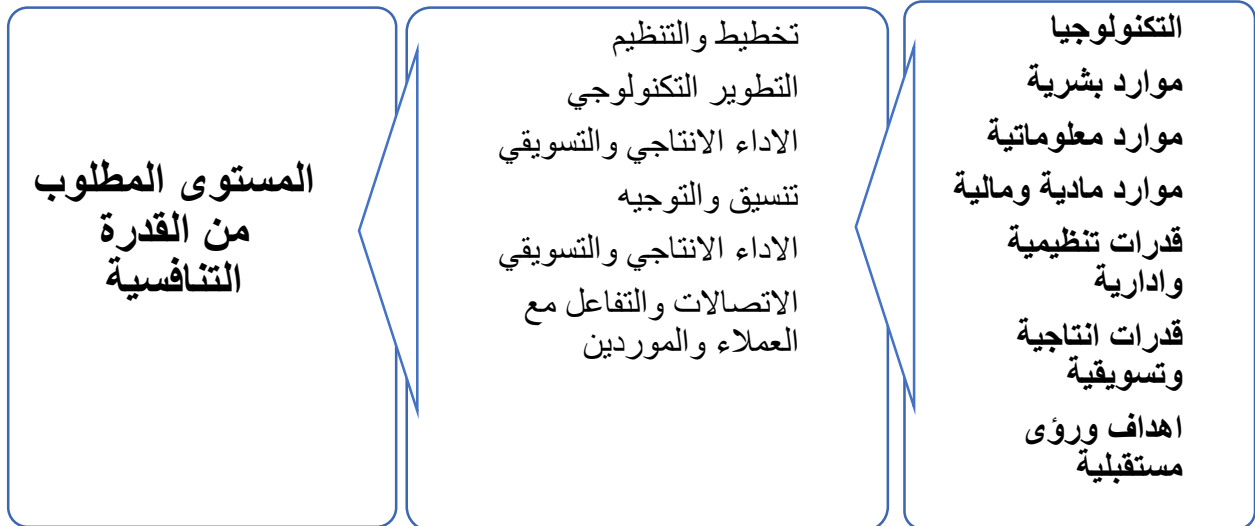 التكنولوجيا
موارد بشرية
موارد معلوماتية
موارد مادية ومالية
قدرات تنظيمية
وادارية
قدرات انتاجية
وتسويقية
اهداف ورؤى
مستقبلية
تخطيط والتنظيم
التطوير التكنولوجي
الاداء الانتاجي والتسويقي
تنسيق والتوجيه
الاداء الانتاجي والتسويقي
الاتصالات والتفاعل مع
العملاء والموردين
المستوى المطلوب
من القدرة
التنافسية